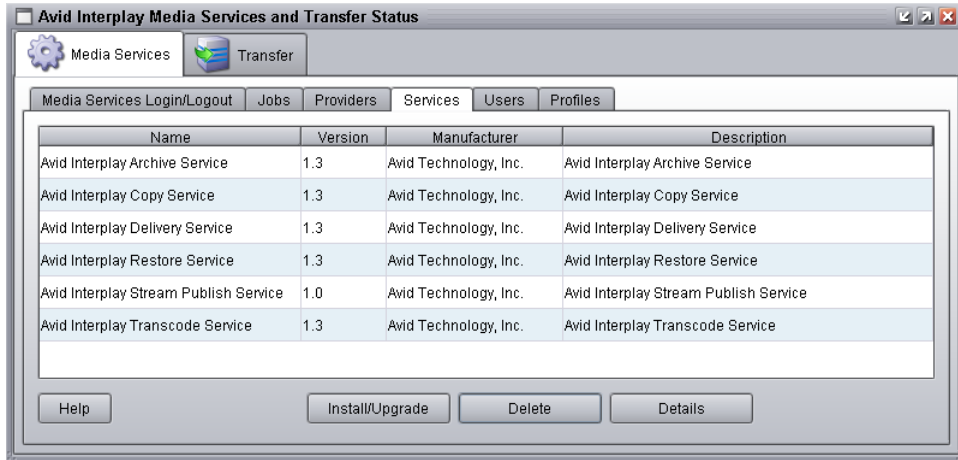 Avid Interplay Media Services and Transfer Status
Media Services Transfer
Media Services Login/Logout Jobs Providers Services Users Profiles
Name Version Manufacturer Description
Avid Interplay Archive Service 1.3 Avid Technology, Inc. Avid Interplay Archive Service
Avid Interplay Copy Service 1.3 Avid Technology, Inc. Avid Interplay Copy Service
Avid Interplay Delivery Service 1.3 Avid Technology, Inc. Avid Interplay Delivery Service
Avid Interplay Restore Service 1.3 Avid Technology, Inc. Avid Interplay Restore Service
Avid Interplay Stream Publish Service 1.0 Avid Technology, Inc. Avid Interplay Stream Publish Service
Avid Interplay Transcode Service 1.3 Avid Technology, Inc. Avid Interplay Transcode Service
Help Install/Upgrade Delete Details